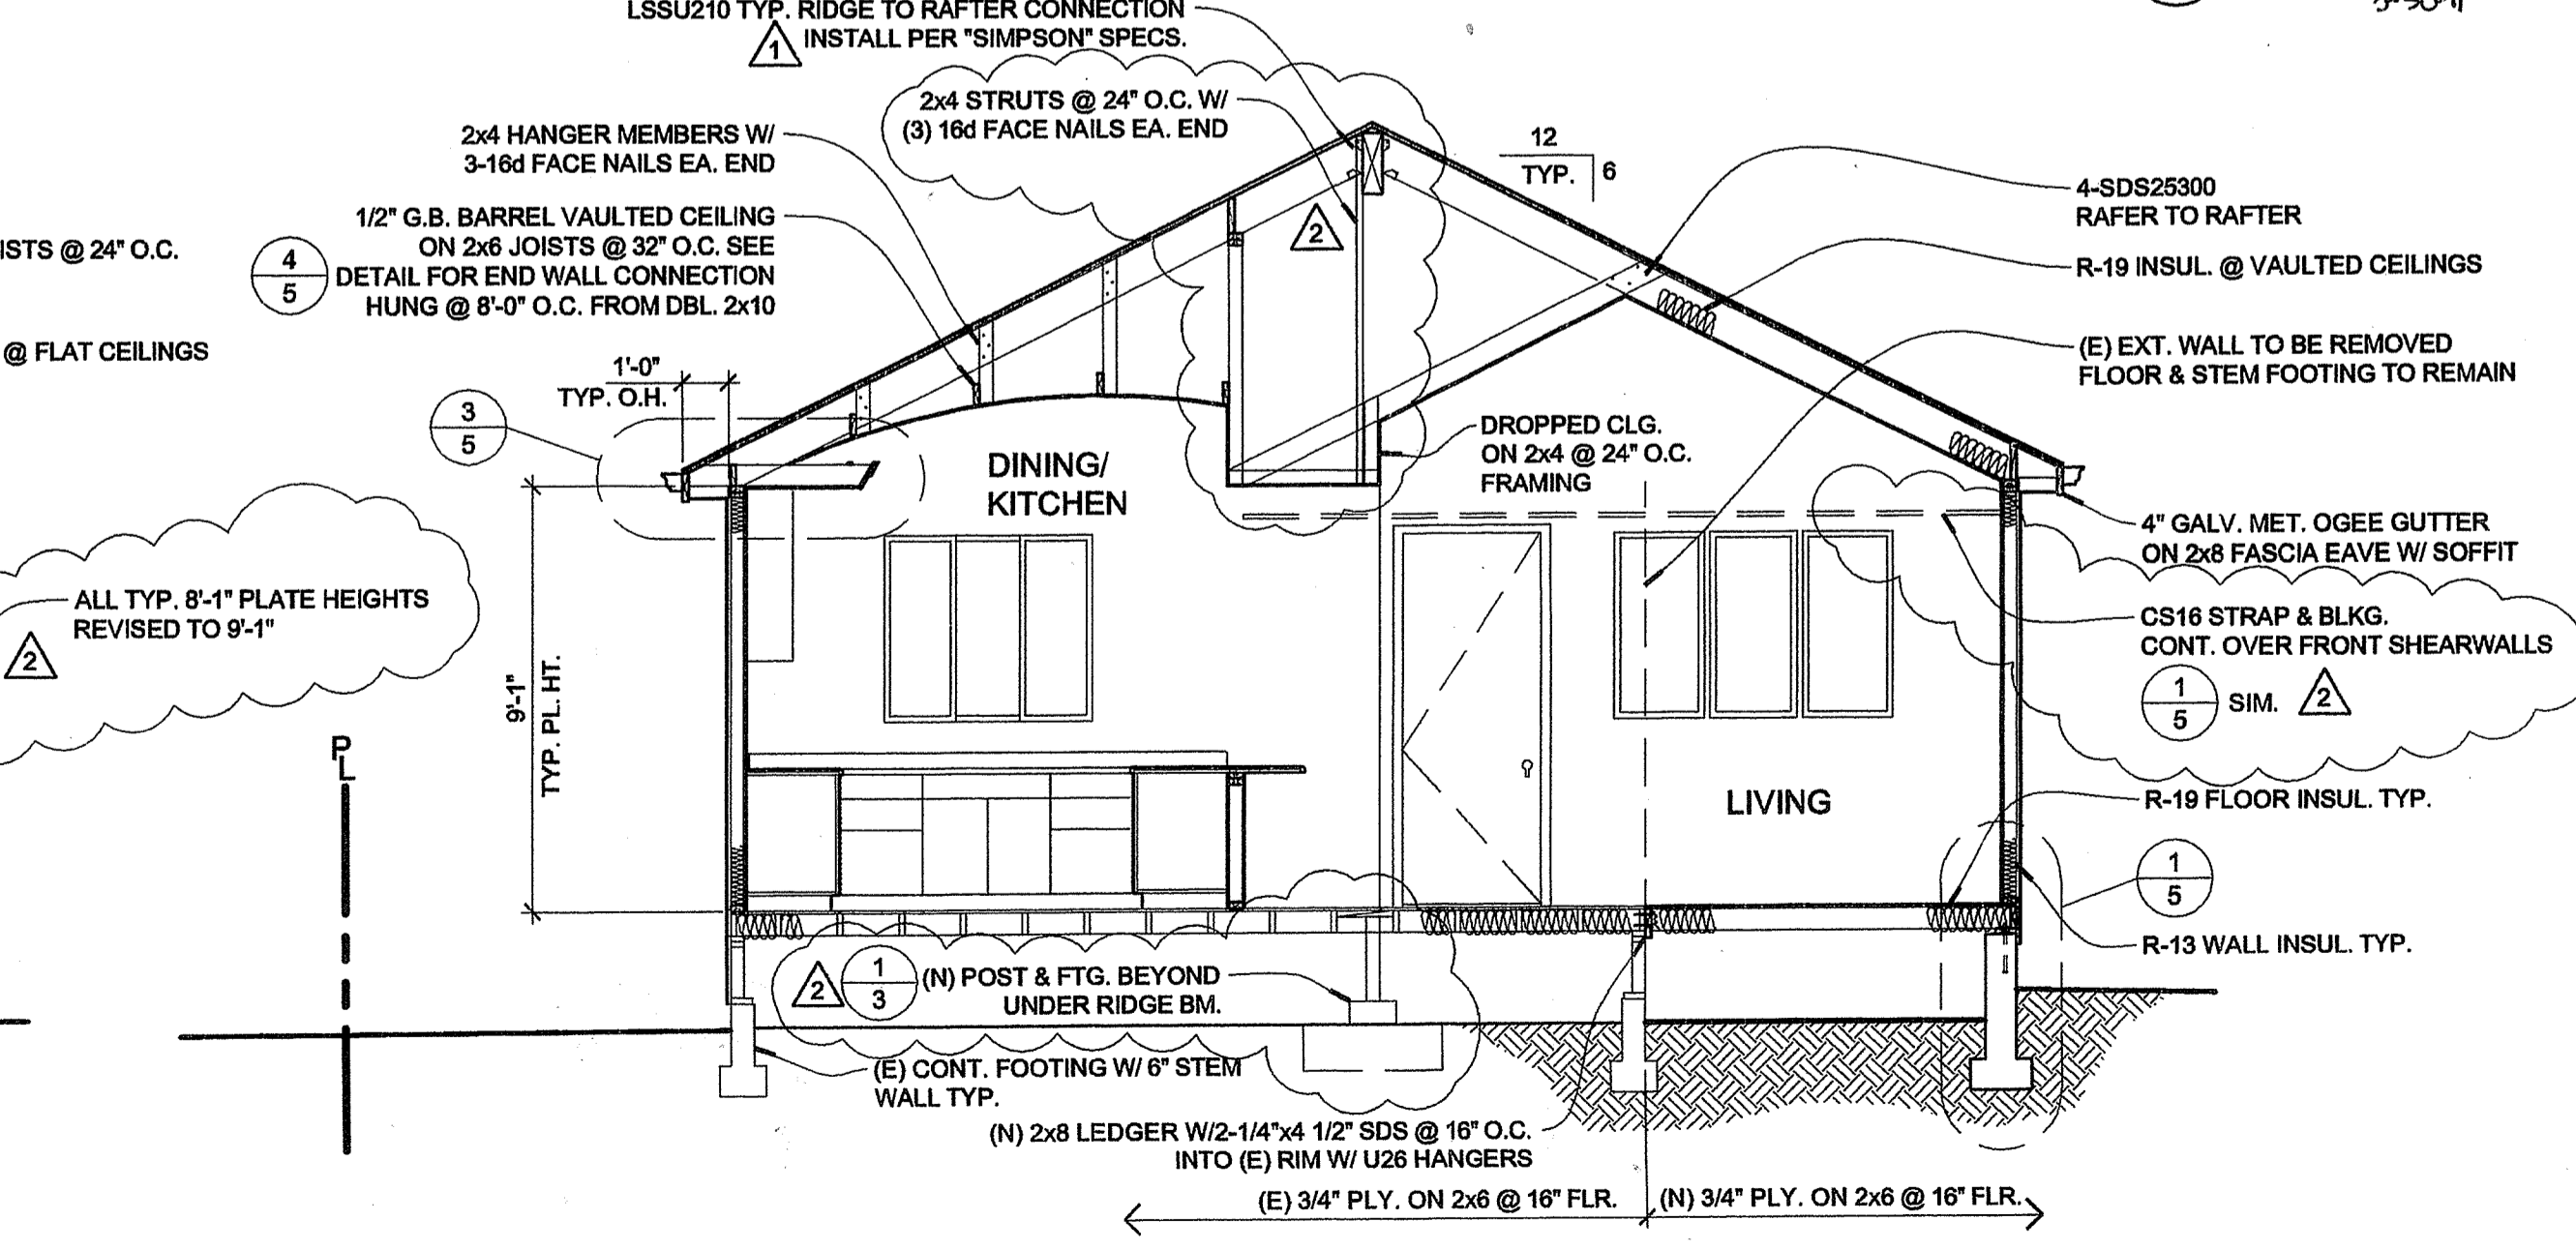 LSSU210 TYP. RIDGE TO RAFTER CONNECTION
1 INSTALL PER "SIMPSON" SPECS.
2x4 STRUTS @ 24" O.C. W/
(3) 16d FACE NAILS EA. END
2x4 HANGER MEMBERS W/
3-16d FACE NAILS EA. END
1/2" G.B. BARREL VAULTED CEILING
ON 2x6 JOISTS @ 32" O.C. SEE
DETAIL FOR END WALL CONNECTION
HUNG @ 8'-0" O.C. FROM DBL. 2x10
4
5
ISTS @ 24" O.C.
@ FLAT CEILINGS
1'-0"
TYP. O.H.
3
5
2
12
TYP.
6
4-SDS25300
RAFER TO RAFTER
R-19 INSUL. @ VAULTED CEILINGS
(E) EXT. WALL TO BE REMOVED
FLOOR & STEM FOOTING TO REMAIN
DINING/
KITCHEN
DROPPED CLG.
ON 2x4 @ 24" O.C.
FRAMING
4" GALV. MET. OGEE GUTTER
ON 2x8 FASCIA EAVE W/ SOFFIT
CS16 STRAP & BLKG.
CONT. OVER FRONT SHEARWALLS
1
5
SIM.
2
ALL TYP. 8'-1" PLATE HEIGHTS
REVISED TO 9'-1"
2
9'-1"
TYP. PL. HT.
PL
LIVING
R-19 FLOOR INSUL. TYP.
1
5
R-13 WALL INSUL. TYP.
2
1
3
(N) POST & FTG. BEYOND
UNDER RIDGE BM.
(E) CONT. FOOTING W/ 6" STEM
WALL TYP.
(N) 2x8 LEDGER W/2-1/4"x4 1/2" SDS @ 16" O.C.
INTO (E) RIM W/ U26 HANGERS
(E) 3/4" PLY. ON 2x6 @ 16" FLR.
(N) 3/4" PLY. ON 2x6 @ 16" FLR.